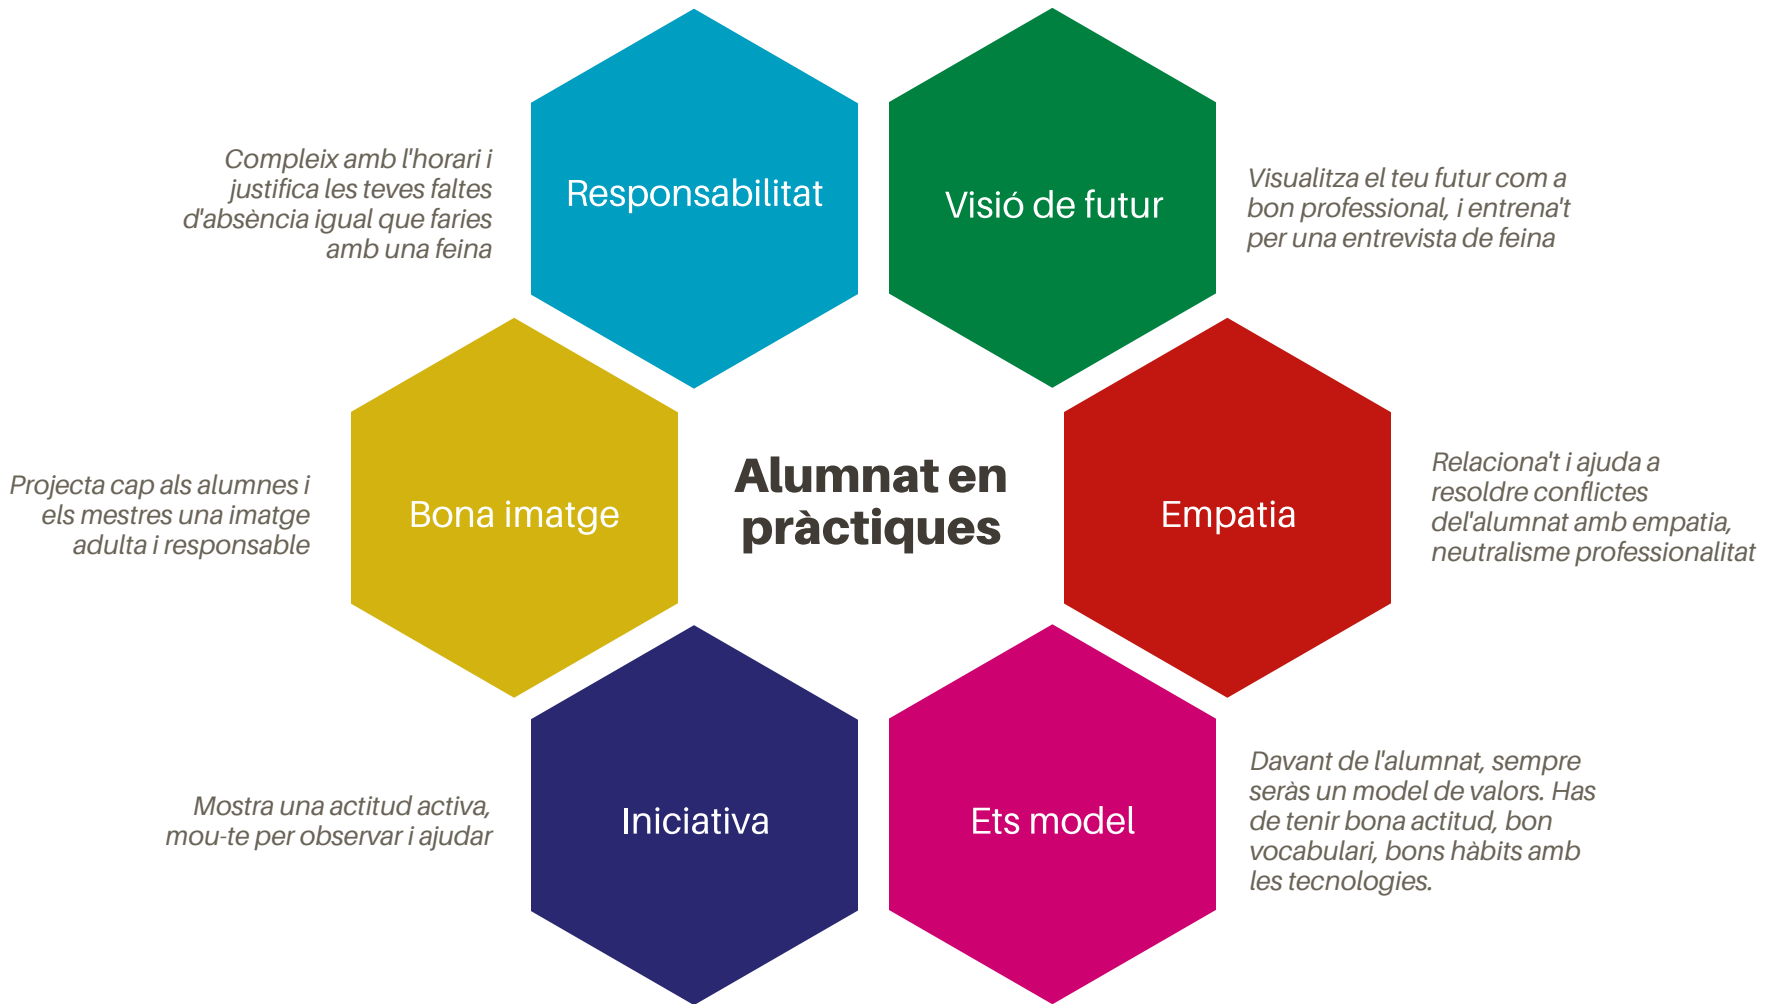 Compleix amb l'horari i
justifica les teves faltes
d'absència igual que faries
amb una feina
Responsabilitat
Visió de futur
Visualitza el teu futur com a
bon professional, i entrena't
per una entrevista de feina
Projecta cap als alumnes i
els mestres una imatge
adulta i responsable
Bona imatge
Alumnat en
pràctiques
Empatia
Relaciona't i ajuda a
resoldre conflictes
del'alumnat amb empatia,
neutralisme professionalitat
Mostra una actitud activa,
mou-te per observar i ajudar
Iniciativa
Ets model
Davant de l'alumnat, sempre
seràs un model de valors. Has
de tenir bona actitud, bon
vocabulari, bons hàbits amb
les tecnologies.